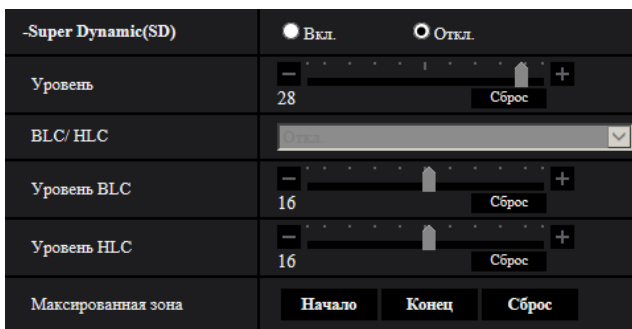 -Super Dynamic(SD) Вкл. Откл.
Уровень
28 Сброс
BLC/ HLC Откл.
Уровень BLC
16 Сброс
Уровень HLC
16 Сброс
Максированная зона Начало Конец Сброс